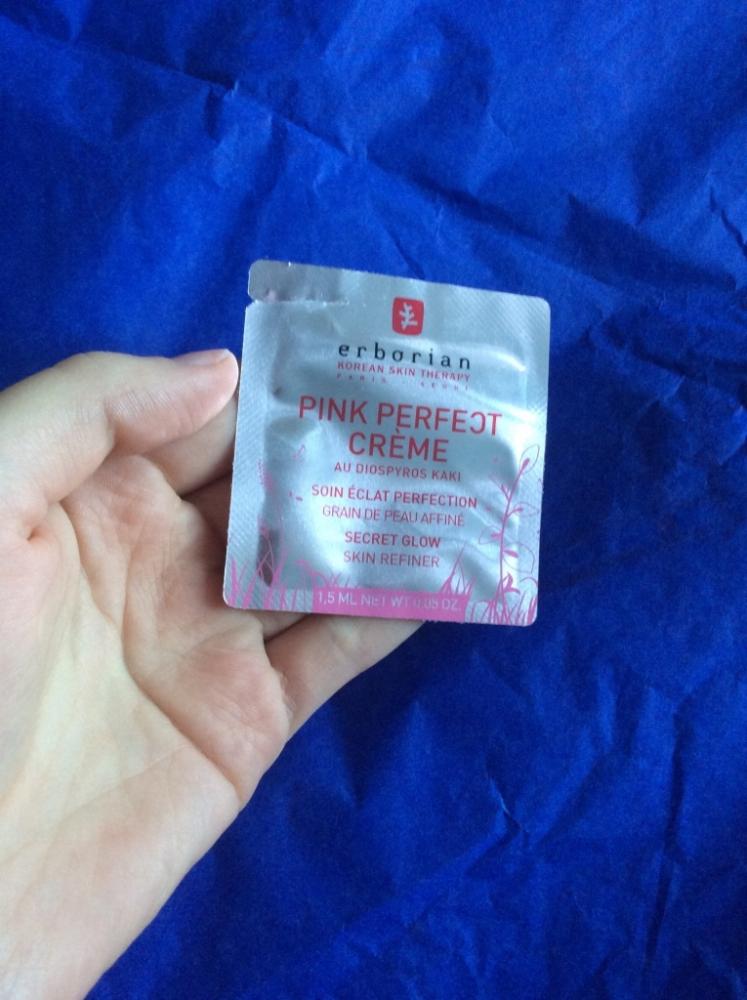 erborian
KOREAN SKIN THERAPY
PARIS - SEOUL
PINK PERFECT
CRÈME
AU DIOSPYROS KAKI
SOIN ÉCLAT PERFECTION
GRAIN DE PEAU AFFINÉ
SECRET GLOW
SKIN REFINER
1,5 ML NET WT 0.05 OZ.